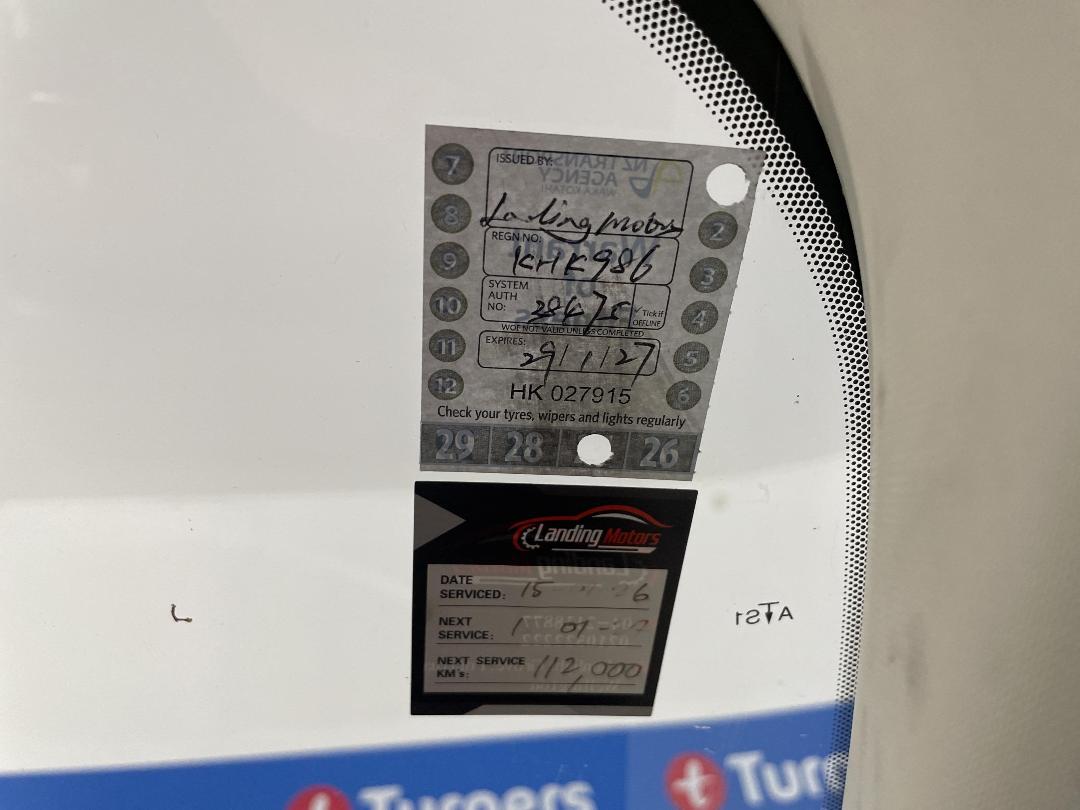 ISSUED BY:
NZ TRANSPORT
AGENCY
WAKA KOTAHI
Landing Motors
REGN NO:
KHK986
SYSTEM
AUTH
NO:
Tick if
OFFLINE
WOF NOT VALID UNLESS COMPLETED
EXPIRES:
29/1/27
HK 027915
Check your tyres, wipers and lights regularly
7
8
9
10
11
12
2
3
4
5
6
29 28 26
Landing Motors
DATE
SERVICED: 15
NEXT
SERVICE:
NEXT SERVICE
KM's: 112,000
AT21
Turners
Turners